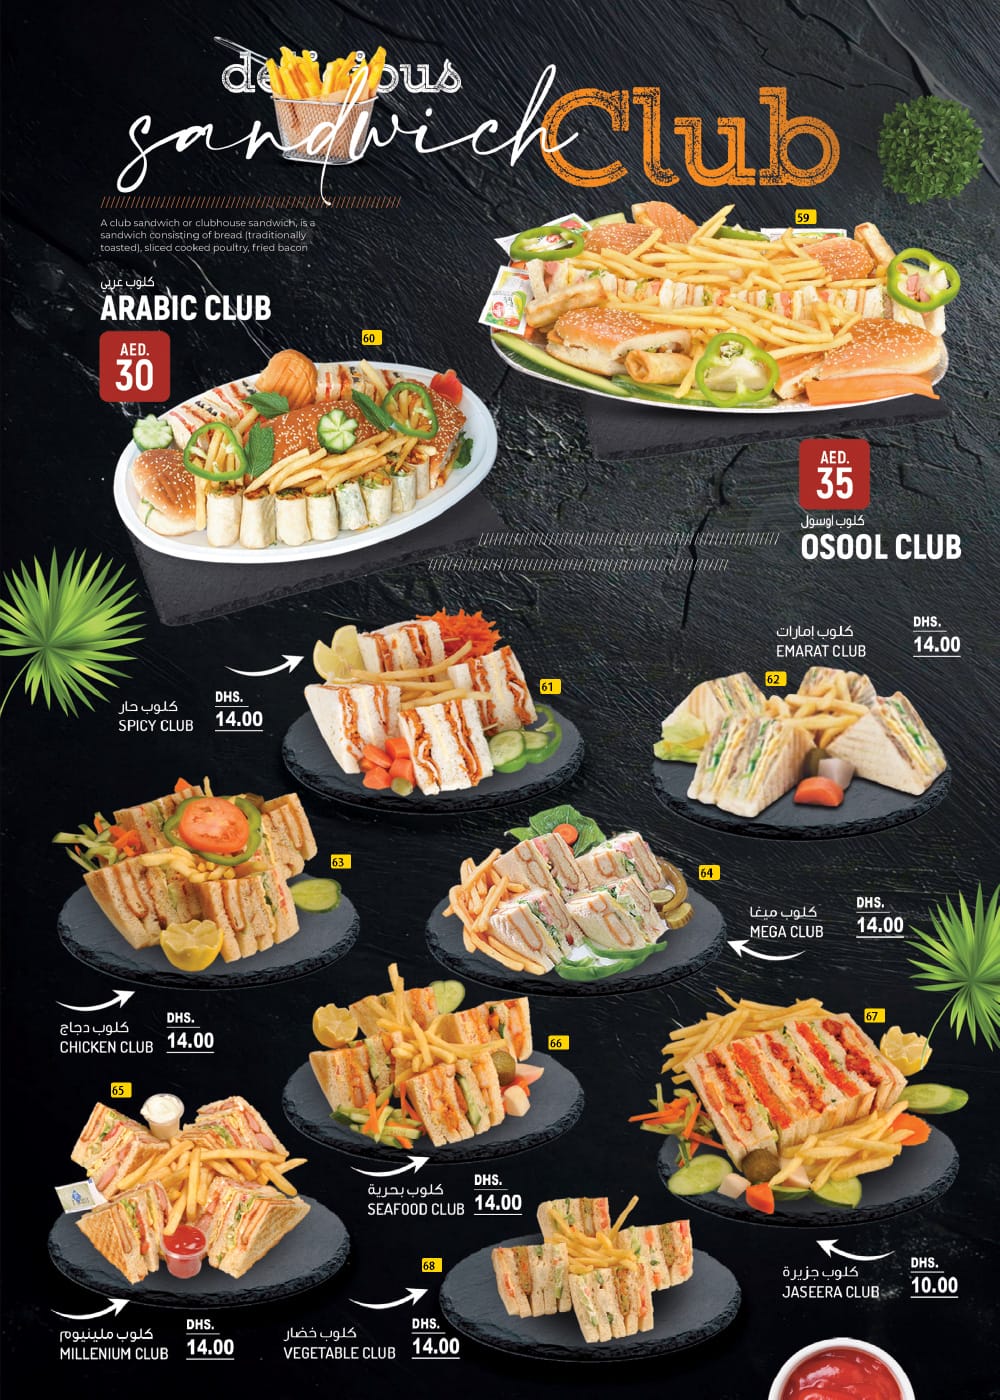 delicious
sandwich Club
A club sandwich or clubhouse sandwich, is a
sandwich consisting of bread (traditionally
toasted), sliced cooked poultry, fried bacon
59
كلوب عربي
ARABIC CLUB
AED.
30
60
AED.
35
كلوب اوسول
OSOOL CLUB
كلوب حار
SPICY CLUB
DHS.
14.00
61
كلوب إمارات
EMARAT CLUB
DHS.
14.00
62
63
كلوب دجاج
CHICKEN CLUB
DHS.
14.00
64
كلوب ميغا
MEGA CLUB
DHS.
14.00
65
كلوب ملينيوم
MILLENIUM CLUB
DHS.
14.00
66
كلوب بحرية
SEAFOOD CLUB
DHS.
14.00
67
كلوب جزيرة
JASEERA CLUB
DHS.
10.00
68
كلوب خضار
VEGETABLE CLUB
DHS.
14.00